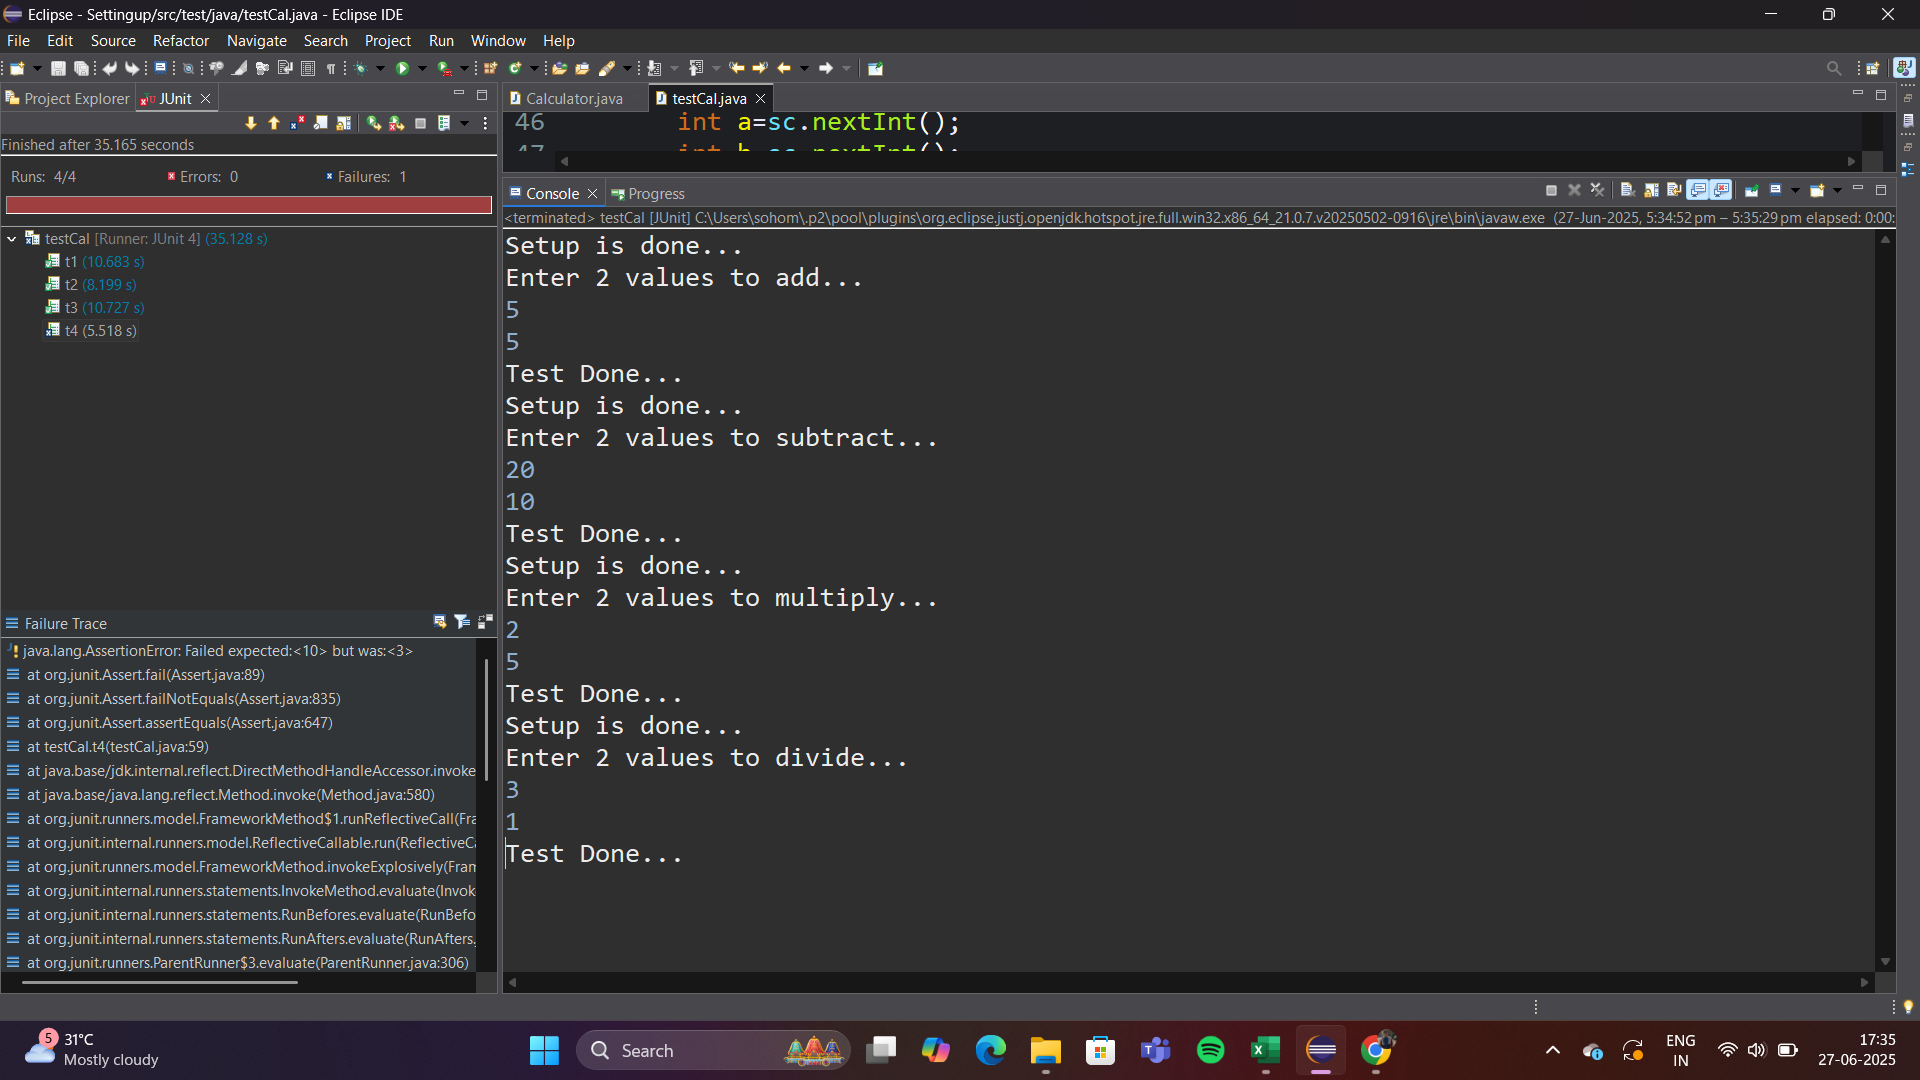 Eclipse - Settingup/src/test/java/testCal.java - Eclipse IDE
File Edit Source Refactor Navigate Search Project Run Window Help
Project Explorer JUnit
Finished after 35.165 seconds
Runs: 4/4 Errors: 0 Failures: 1
testCal [Runner: JUnit 4] (35.128 s)
t1 (10.683 s)
t2 (8.199 s)
t3 (10.727 s)
t4 (5.518 s)
Failure Trace
java.lang.AssertionError: Failed expected:<10> but was:<3>
at org.junit.Assert.fail(Assert.java:89)
at org.junit.Assert.failNotEquals(Assert.java:835)
at org.junit.Assert.assertEquals(Assert.java:647)
at testCal.t4(testCal.java:59)
at java.base/jdk.internal.reflect.DirectMethodHandleAccessor.invoke
at java.base/java.lang.reflect.Method.invoke(Method.java:580)
at org.junit.runners.model.FrameworkMethod$1.runReflectiveCall(Fra
at org.junit.internal.runners.model.ReflectiveCallable.run(ReflectiveCa
at org.junit.runners.model.FrameworkMethod.invokeExplosively(Fram
at org.junit.internal.runners.statements.InvokeMethod.evaluate(Invok
at org.junit.internal.runners.statements.RunBefores.evaluate(RunBefo
at org.junit.internal.runners.statements.RunAfters.evaluate(RunAfters.
at org.junit.runners.ParentRunner$3.evaluate(ParentRunner.java:306)
Calculator.java testCal.java
46 int a=sc.nextInt();
Console Progress
<terminated> testCal [JUnit] C:\Users\sohom\.p2\pool\plugins\org.eclipse.justj.openjdk.hotspot.jre.full.win32.x86_64_21.0.7.v20250502-0916\jre\bin\javaw.exe (27-Jun-2025, 5:34:52 pm – 5:35:29 pm elapsed: 0:00:
Setup is done...
Enter 2 values to add...
5
5
Test Done...
Setup is done...
Enter 2 values to subtract...
20
10
Test Done...
Setup is done...
Enter 2 values to multiply...
2
5
Test Done...
Setup is done...
Enter 2 values to divide...
3
1
Test Done...
5
31°C
Mostly cloudy
Search
ENG
IN
17:35
27-06-2025